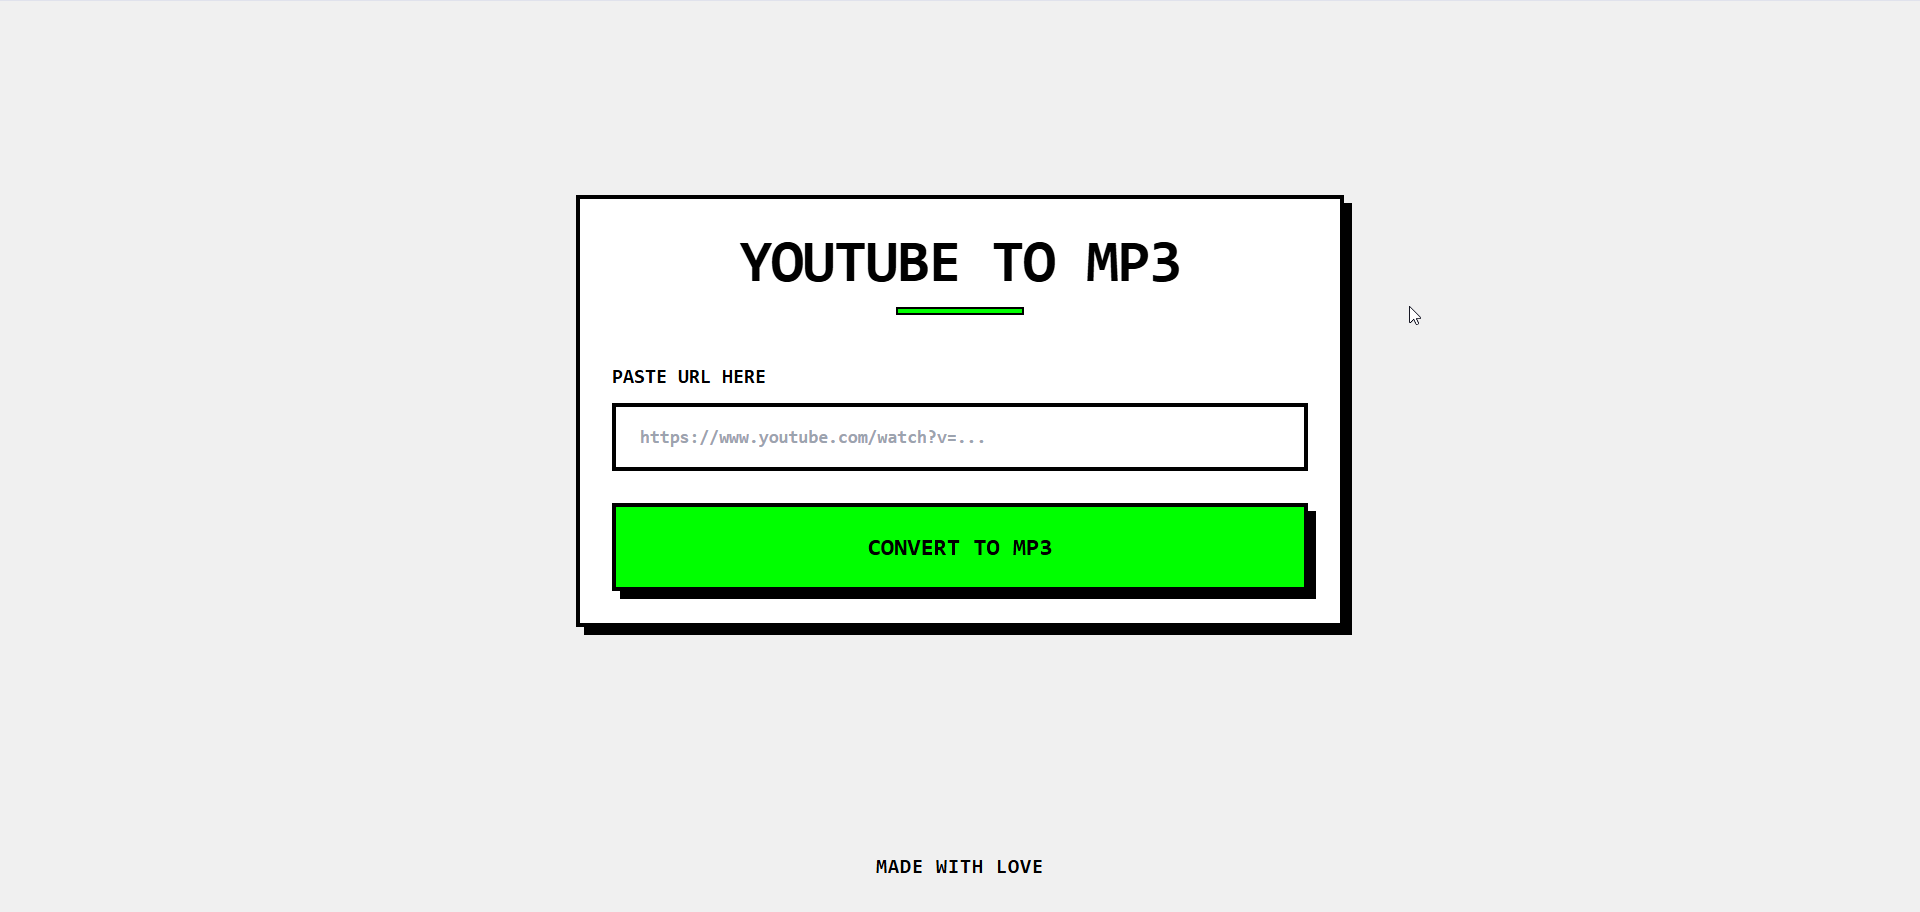 YOUTUBE TO MP3
PASTE URL HERE
https://www.youtube.com/watch?v=...
CONVERT TO MP3
MADE WITH LOVE